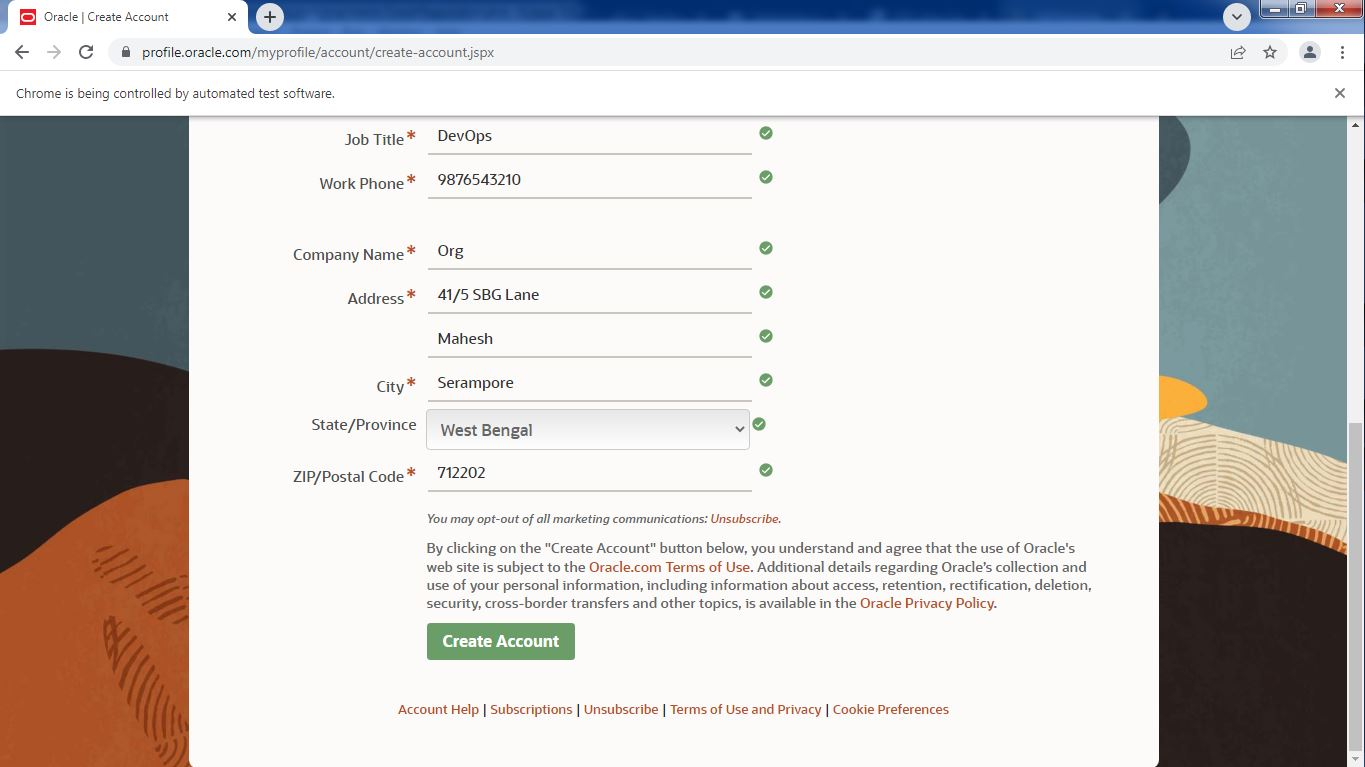 Oracle | Create Account
profile.oracle.com/myprofile/account/create-account.jspx
Chrome is being controlled by automated test software.
Job Title* DevOps
Work Phone* 9876543210
Company Name* Org
Address* 41/5 SBG Lane
Mahesh
City* Serampore
State/Province West Bengal
ZIP/Postal Code* 712202
You may opt-out of all marketing communications: Unsubscribe.
By clicking on the "Create Account" button below, you understand and agree that the use of Oracle's
web site is subject to the Oracle.com Terms of Use. Additional details regarding Oracle’s collection and
use of your personal information, including information about access, retention, rectification, deletion,
security, cross-border transfers and other topics, is available in the Oracle Privacy Policy.
Create Account
Account Help | Subscriptions | Unsubscribe | Terms of Use and Privacy | Cookie Preferences